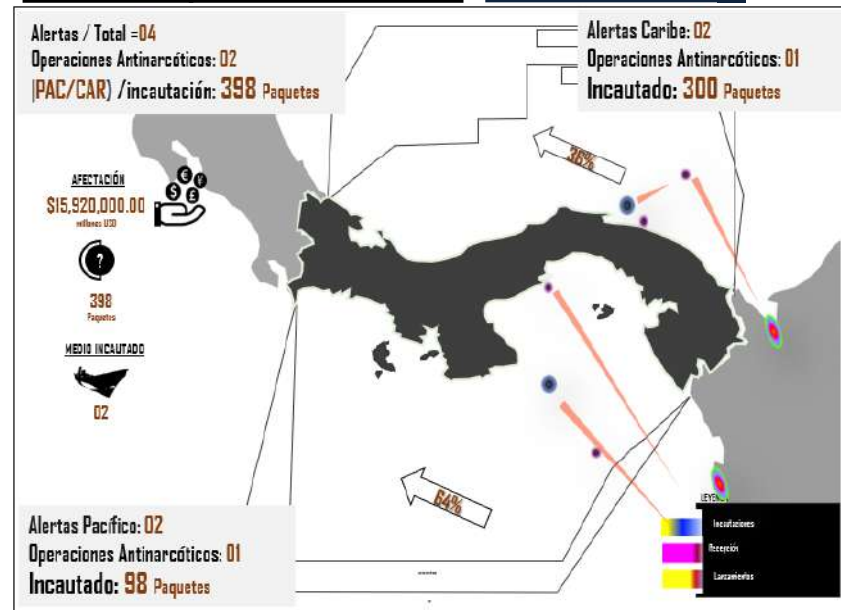 Alertas / Total =04
Operaciones Antinarcóticos: 02
|PAC/CAR) /incautación: 398 Paquetes
Alertas Caribe: 02
Operaciones Antinarcóticos: 01
Incautado: 300 Paquetes
36%
AFECTACIÓN
$15,920,000.00
millones USD
?
398
Paquetes
MEDIO INCAUTADO
02
64%
Alertas Pacífico: 02
Operaciones Antinarcóticos: 01
Incautado: 98 Paquetes
Incautaciones
Recepción
Lanzamientos